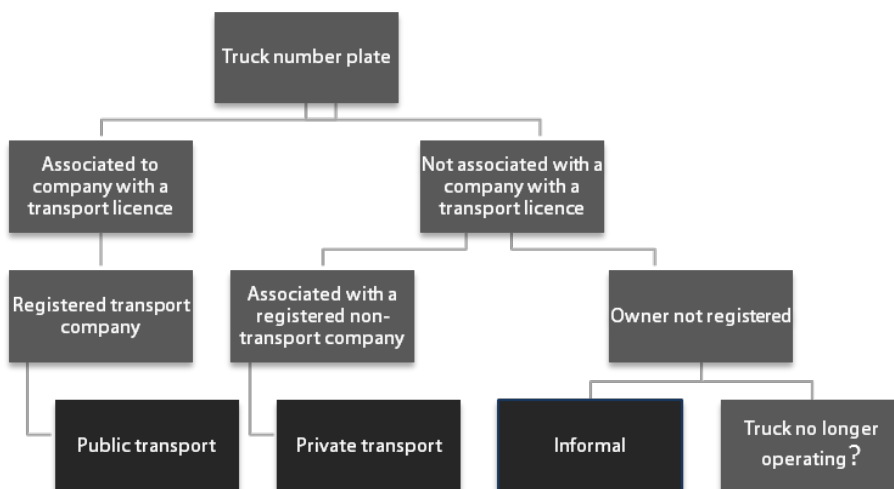 Truck number plate
Associated to
company with a
transport licence
Not associated with a
company with a
transport licence
Registered transport
company
Associated with a
registered non-
transport company
Owner not registered
Public transport
Private transport
Informal
Truck no longer
operating?